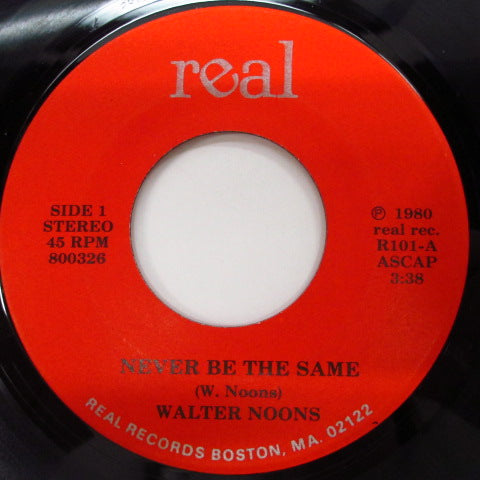 real
SIDE 1
STEREO
45 RPM
800326
℗ 1980
real rec.
R101-A
ASCAP
3:38
NEVER BE THE SAME
(W. Noons)
WALTER NOONS
REAL RECORDS BOSTON, MA. 02122